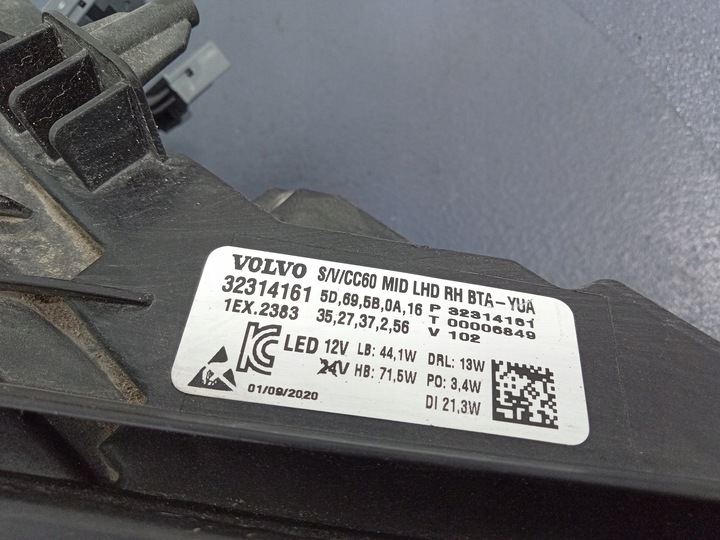 VOLVO S/V/CC60 MID LHD RH BTA-YUA
32314161 5D,69,5B,0A,16 P 32314161
1EX.2383 35,27,37,2,56 T 00006849
V 102
KC LED 12V LB: 44,1W DRL: 13W
24V HB: 71,5W PO: 3,4W
01/09/2020 DI 21,3W